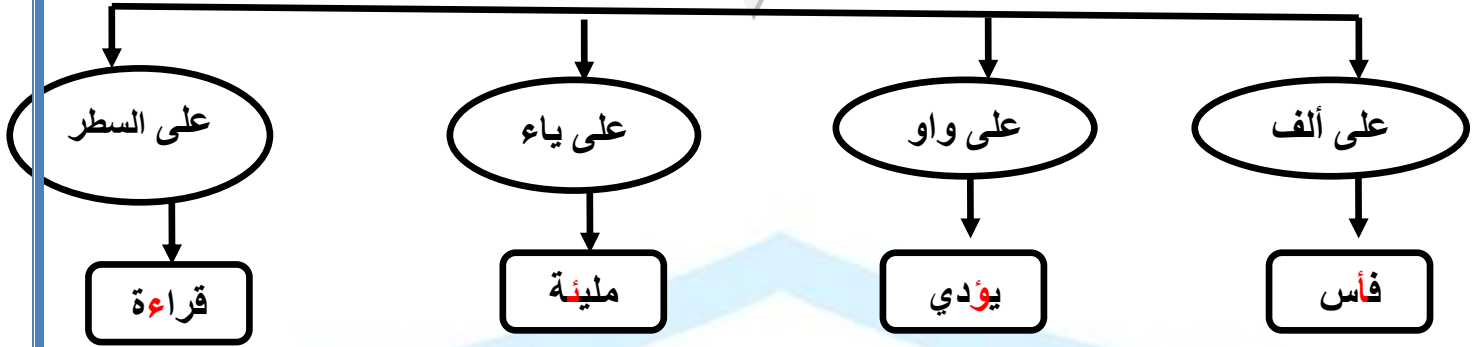 على ألف
على واو
على ياء
على السطر
فأس
يؤدي
مليئة
قراءة